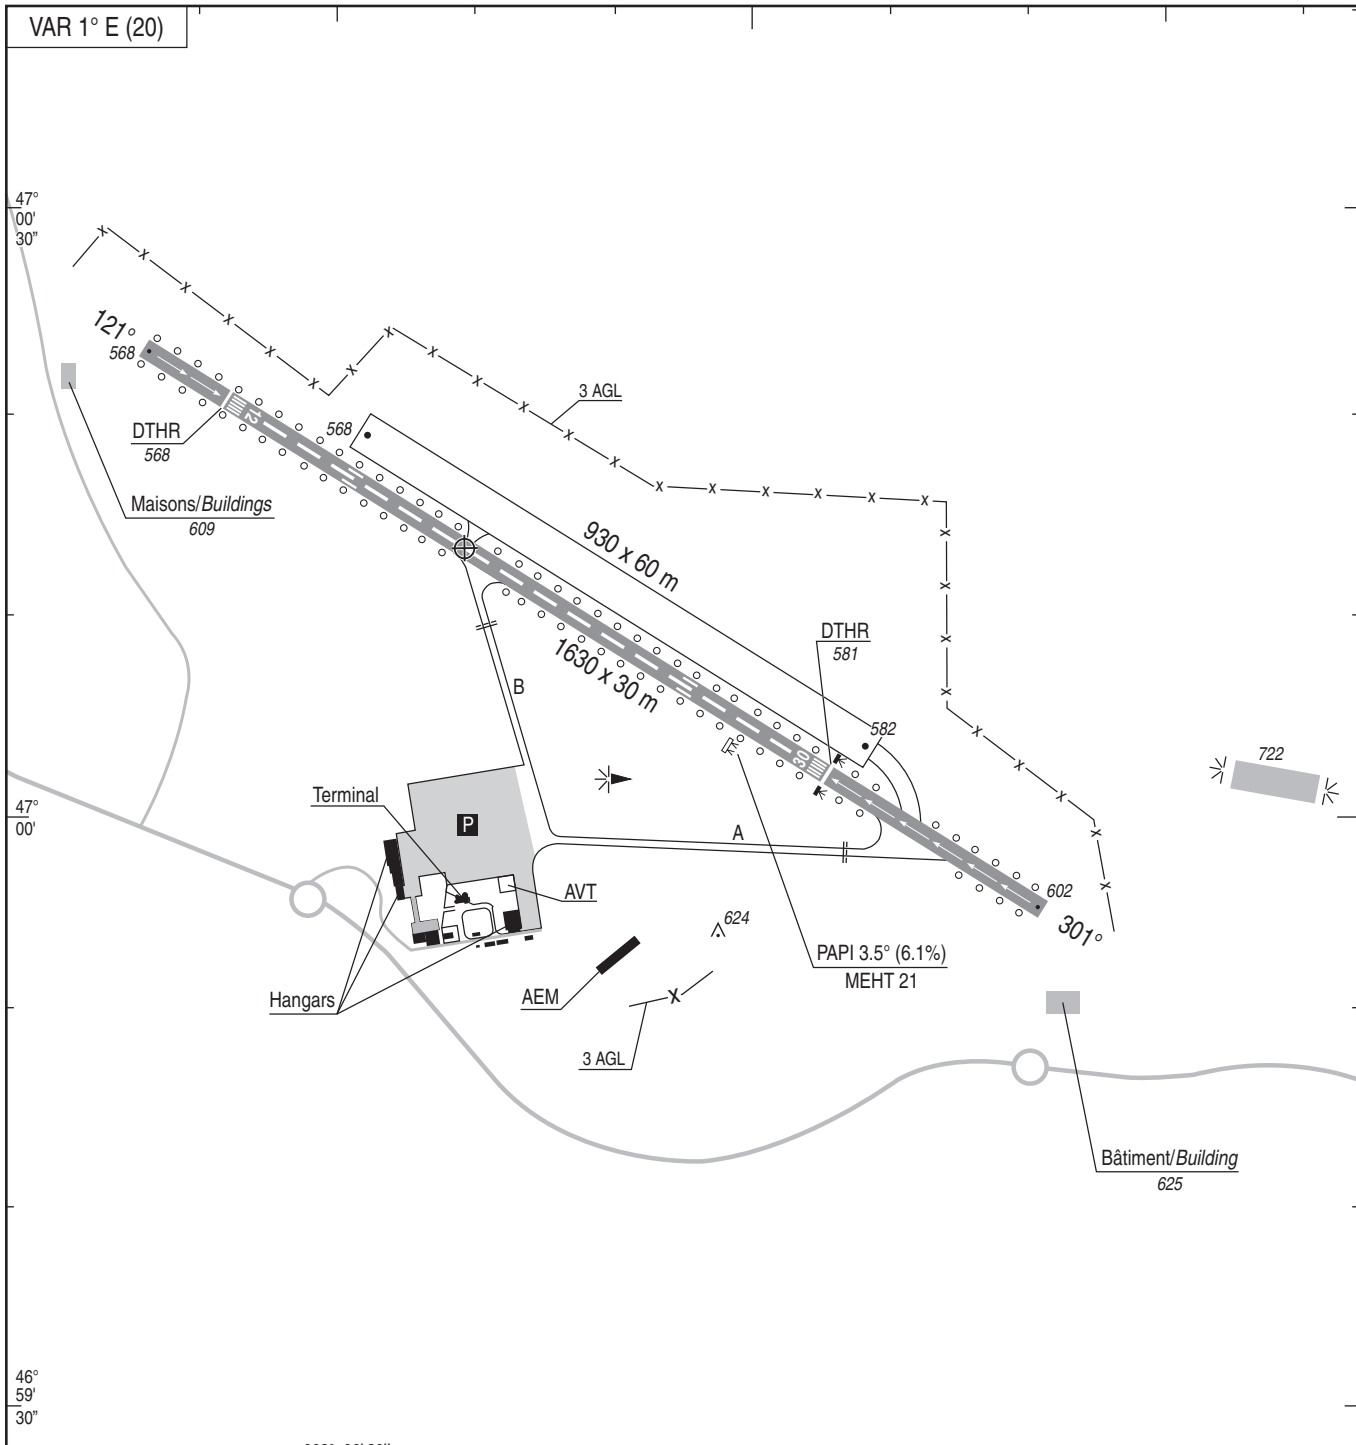 VAR 1° E (20)
47°
00'
30"
121°
568
DTHR
568
12
568
3 AGL
Maisons/Buildings
609
930 x 60 m
1630 x 30 m
DTHR
581
B
582
30
722
Terminal
P
47°
00'
A
AVT
602
301°
624
PAPI 3.5° (6.1%)
MEHT 21
Hangars
AEM
3 AGL
Bâtiment/Building
625
46°
59'
30"